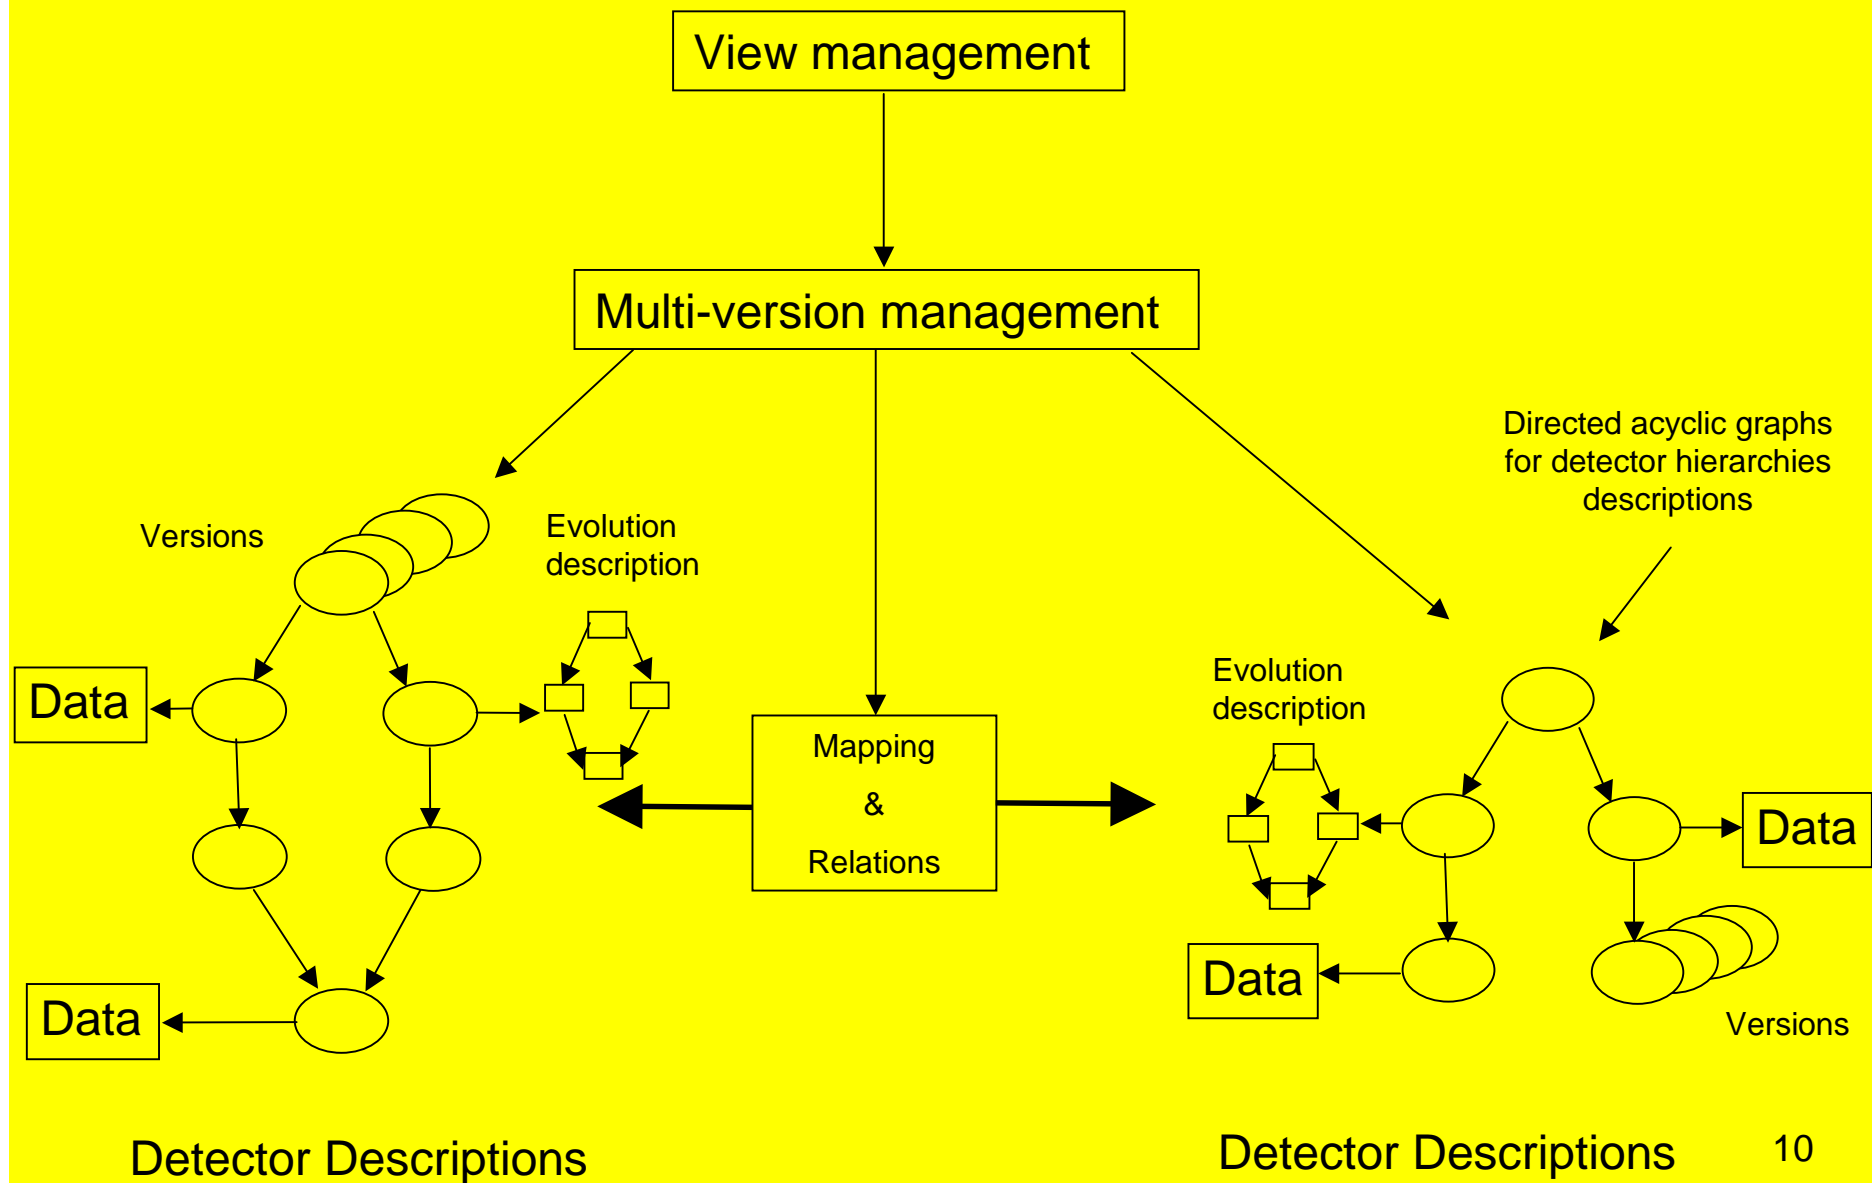 View management
Multi-version management
Directed acyclic graphs
for detector hierarchies
descriptions
Versions
Evolution
description
Data
Mapping
&
Relations
Evolution
description
Data
Data
Data
Versions
Detector Descriptions
Detector Descriptions
10